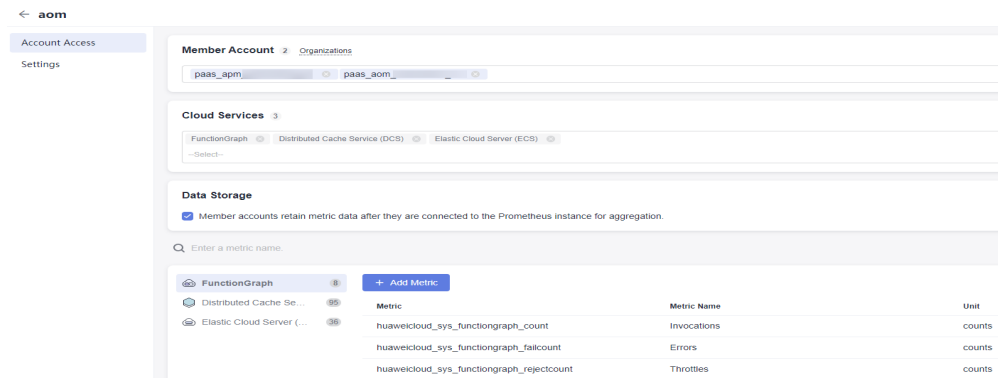 aom
Account Access
Settings
Member Account 2 Organizations
paas_apm_ paas_aom_ _
Cloud Services 3
FunctionGraph Distributed Cache Service (DCS) Elastic Cloud Server (ECS)
--Select--
Data Storage
Member accounts retain metric data after they are connected to the Prometheus instance for aggregation.
Enter a metric name.
FunctionGraph 8
Distributed Cache Se... 95
Elastic Cloud Server (... 36
+ Add Metric
Metric Metric Name Unit
huaweicloud_sys_functiongraph_count Invocations counts
huaweicloud_sys_functiongraph_failcount Errors counts
huaweicloud_sys_functiongraph_rejectcount Throttles counts